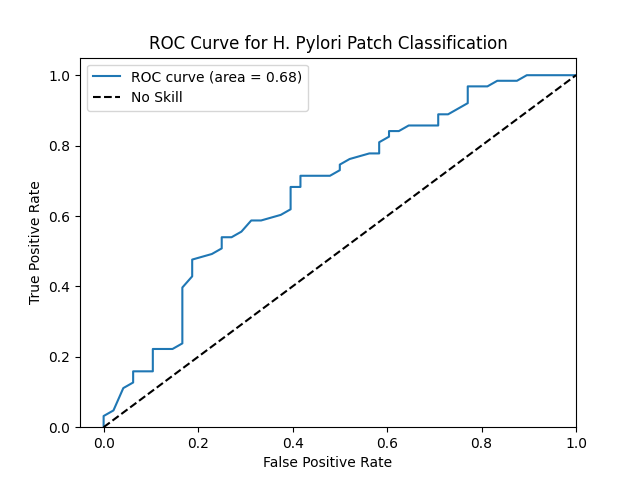 ROC Curve for H. Pylori Patch Classification
ROC curve (area = 0.68)
No Skill
True Positive Rate
1.0
0.8
0.6
0.4
0.2
0.0
0.0 0.2 0.4 0.6 0.8 1.0
False Positive Rate